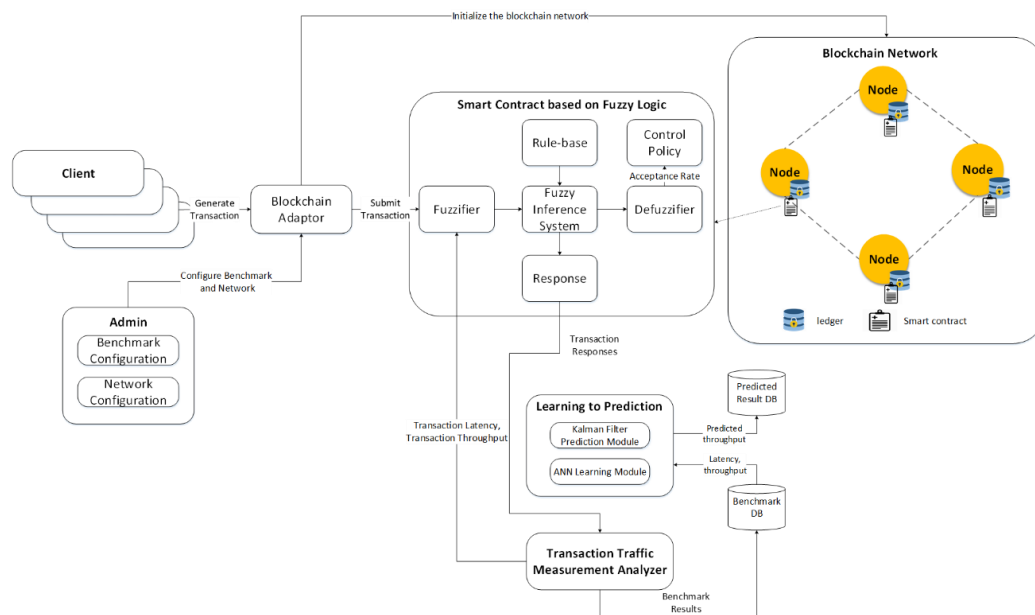 Initialize the blockchain network
Blockchain Network
Node
Node
Node
Node
ledger
Smart contract
Smart Contract based on Fuzzy Logic
Rule-base
Control
Policy
Acceptance Rate
Fuzzifier
Fuzzy
Inference
System
Defuzzifier
Response
Client
Generate
Transaction
Blockchain
Adaptor
Submit
Transaction
Configure Benchmark
and Network
Admin
Benchmark
Configuration
Network
Configuration
Transaction
Responses
Transaction Latency,
Transaction Throughput
Learning to Prediction
Kalman Filter
Prediction Module
ANN Learning Module
Predicted
throughput
Predicted
Result DB
Latency,
throughput
Benchmark
DB
Transaction Traffic
Measurement Analyzer
Benchmark
Results